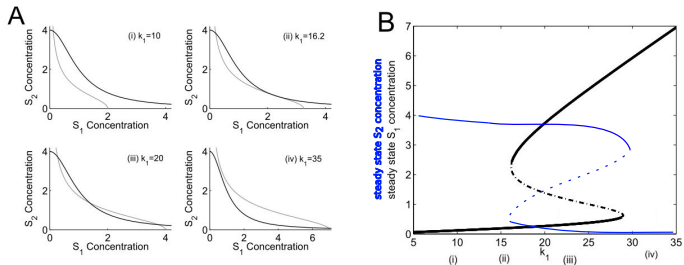 A
(i) k1=10
4
2
0
0
2
4
S2 Concentration
S1 Concentration
(ii) k1=16.2
4
2
0
0
2
4
S2 Concentration
S1 Concentration
(iii) k1=20
4
2
0
0
2
4
S2 Concentration
S1 Concentration
(iv) k1=35
4
2
0
0
2
4
6
S2 Concentration
S1 Concentration
B
steady state S2 concentration
steady state S1 concentration
7
6
5
4
3
2
1
0
5
10
15
20
25
30
35
k1
(i)
(ii)
(iii)
(iv)